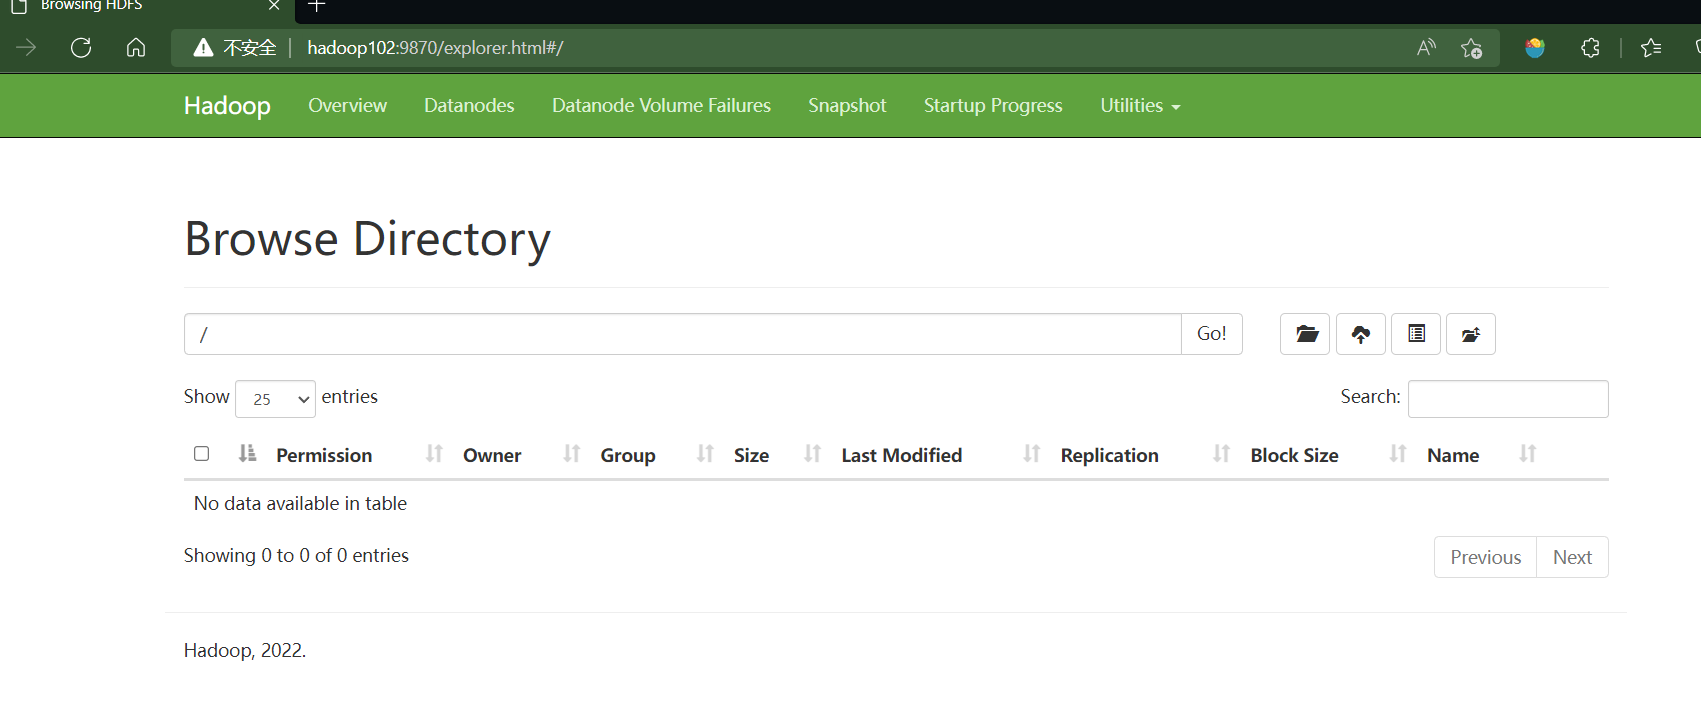 Browsing HDFS
不安全 hadoop102:9870/explorer.html#/
Hadoop Overview Datanodes Datanode Volume Failures Snapshot Startup Progress Utilities
Browse Directory
/ Go!
Show 25 entries Search:
Permission Owner Group Size Last Modified Replication Block Size Name
No data available in table
Showing 0 to 0 of 0 entries Previous Next
Hadoop, 2022.